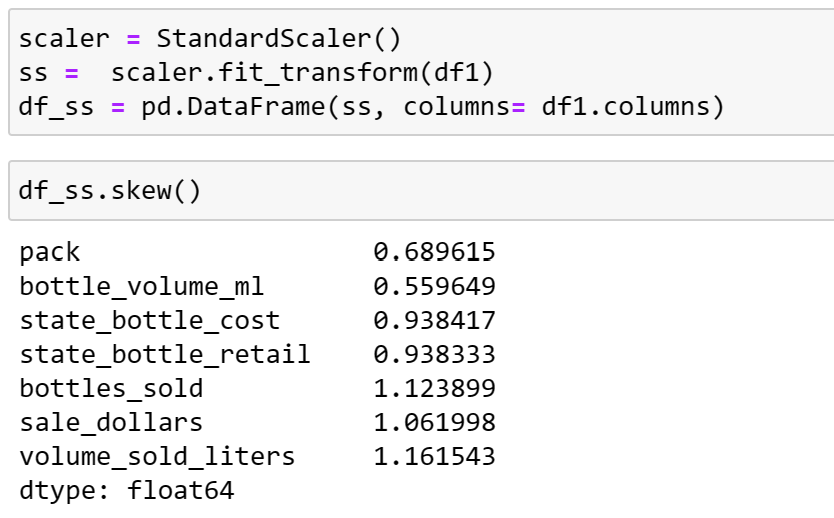 scaler = StandardScaler()
ss =  scaler.fit_transform(df1)
df_ss = pd.DataFrame(ss, columns= df1.columns)
df_ss.skew()
pack                   0.689615
bottle_volume_ml       0.559649
state_bottle_cost      0.938417
state_bottle_retail    0.938333
bottles_sold           1.123899
sale_dollars           1.061998
volume_sold_liters     1.161543
dtype: float64